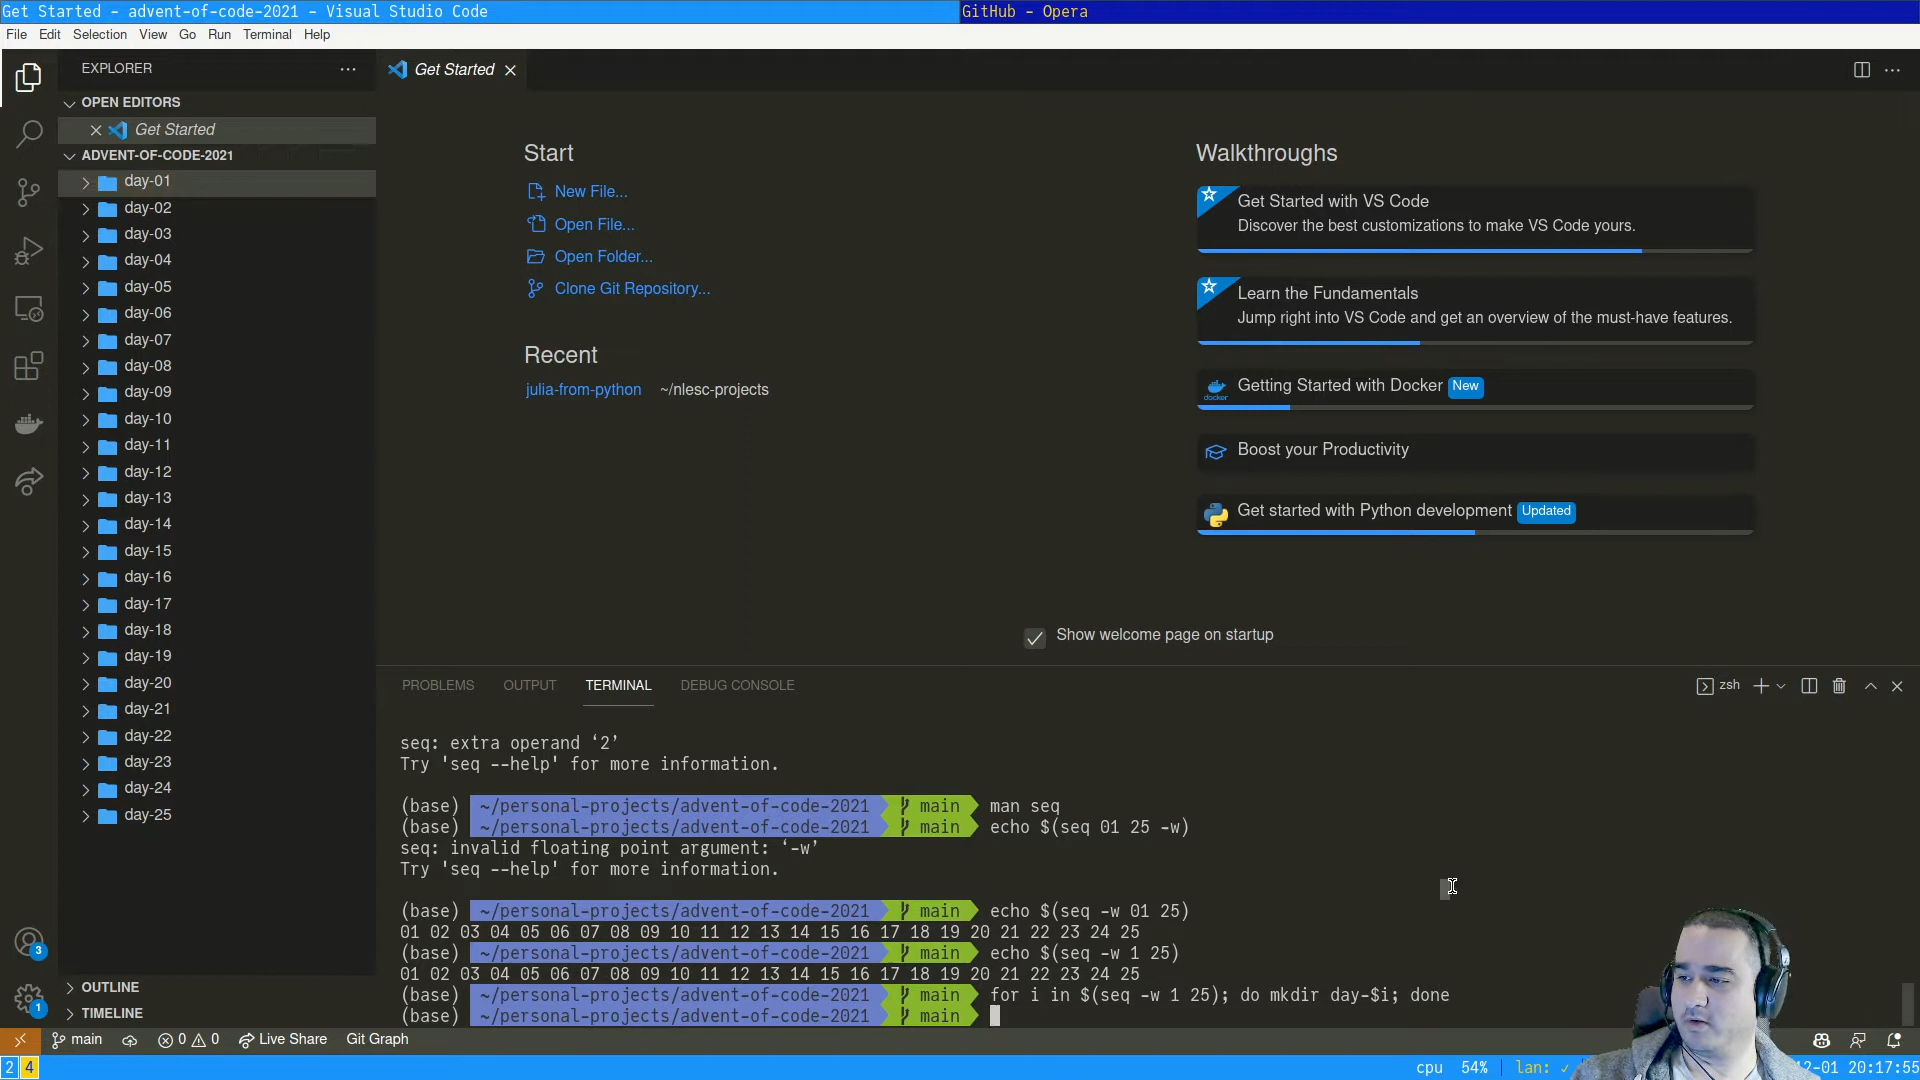 Get Started - advent-of-code-2021 - Visual Studio Code
GitHub - Opera
File Edit Selection View Go Run Terminal Help
EXPLORER
Get Started
OPEN EDITORS
Get Started
ADVENT-OF-CODE-2021
day-01
day-02
day-03
day-04
day-05
day-06
day-07
day-08
day-09
day-10
day-11
day-12
day-13
day-14
day-15
day-16
day-17
day-18
day-19
day-20
day-21
day-22
day-23
day-24
day-25
OUTLINE
TIMELINE
Start
New File...
Open File...
Open Folder...
Clone Git Repository...
Recent
julia-from-python ~/nlesc-projects
Walkthroughs
Get Started with VS Code
Discover the best customizations to make VS Code yours.
Learn the Fundamentals
Jump right into VS Code and get an overview of the must-have features.
Getting Started with Docker New
Boost your Productivity
Get started with Python development Updated
Show welcome page on startup
PROBLEMS OUTPUT TERMINAL DEBUG CONSOLE
zsh
seq: extra operand ‘2’
Try 'seq --help' for more information.
(base) ~/personal-projects/advent-of-code-2021 main man seq
(base) ~/personal-projects/advent-of-code-2021 main echo $(seq 01 25 -w)
seq: invalid floating point argument: ‘-w’
Try 'seq --help' for more information.
(base) ~/personal-projects/advent-of-code-2021 main echo $(seq -w 01 25)
01 02 03 04 05 06 07 08 09 10 11 12 13 14 15 16 17 18 19 20 21 22 23 24 25
(base) ~/personal-projects/advent-of-code-2021 main echo $(seq -w 1 25)
01 02 03 04 05 06 07 08 09 10 11 12 13 14 15 16 17 18 19 20 21 22 23 24 25
(base) ~/personal-projects/advent-of-code-2021 main for i in $(seq -w 1 25); do mkdir day-$i; done
(base) ~/personal-projects/advent-of-code-2021 main
3
1
main 0 0 Live Share Git Graph
2 4
cpu 54% lan: ✓
2-01 20:17:55